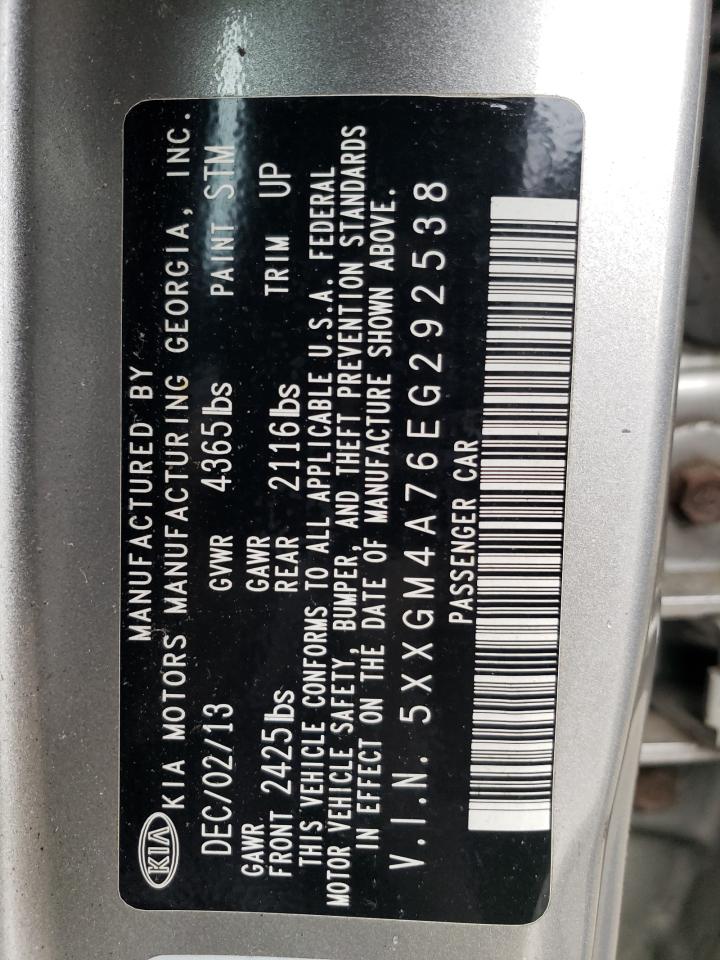 KIA
MANUFACTURED BY
KIA MOTORS MANUFACTURING GEORGIA, INC.
DEC/02/13 GVWR 4365lbs PAINT STM
GAWR FRONT 2425lbs GAWR REAR 2116lbs TRIM UP
THIS VEHICLE CONFORMS TO ALL APPLICABLE U.S.A. FEDERAL
MOTOR VEHICLE SAFETY, BUMPER, AND THEFT PREVENTION STANDARDS
IN EFFECT ON THE DATE OF MANUFACTURE SHOWN ABOVE.
V.I.N. 5XXGM4A76EG292538
PASSENGER CAR